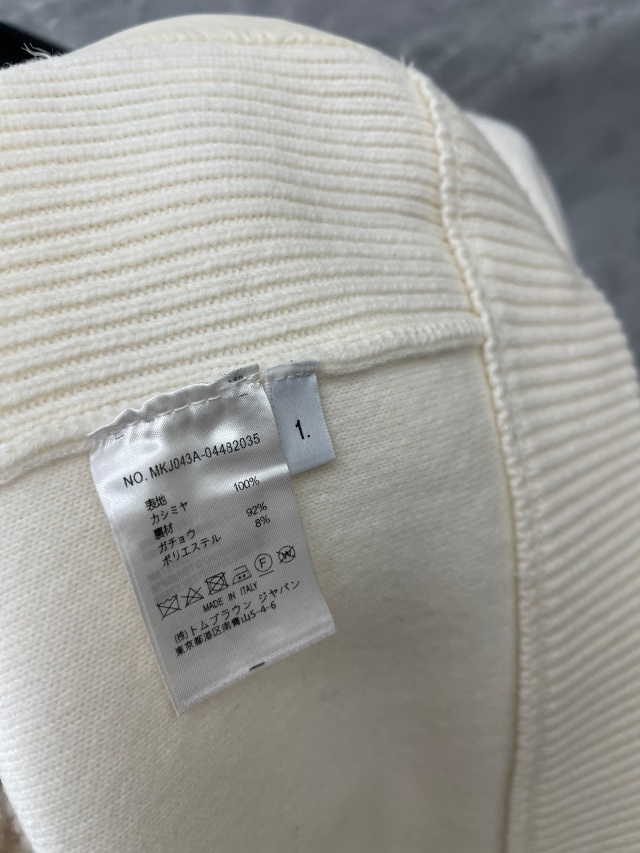 NO. MKJ043A-04482035
表地
カシミヤ 100%
裏材
ガチョウ 92%
ポリエステル 8%
MADE IN ITALY
(株)トムブラウン ジャパン
東京都港区南青山5-4-6
1.